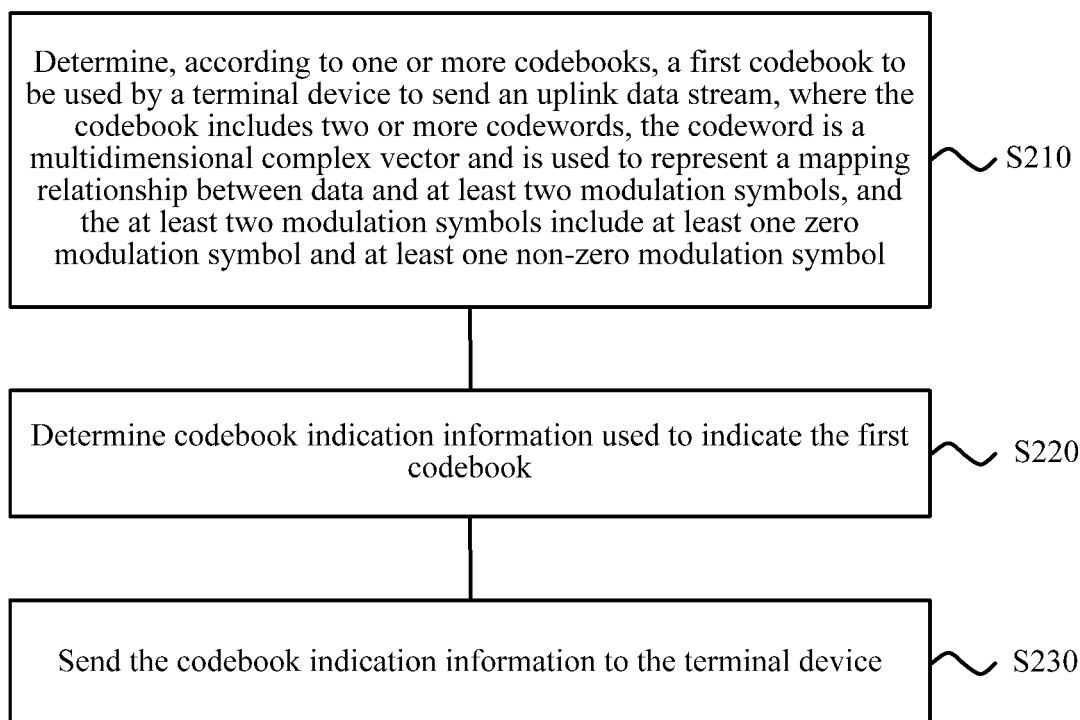 Determine, according to one or more codebooks, a first codebook to
be used by a terminal device to send an uplink data stream, where the
codebook includes two or more codewords, the codeword is a
multidimensional complex vector and is used to represent a mapping
relationship between data and at least two modulation symbols, and
the at least two modulation symbols include at least one zero
modulation symbol and at least one non-zero modulation symbol
S210
Determine codebook indication information used to indicate the first
codebook
S220
Send the codebook indication information to the terminal device
S230